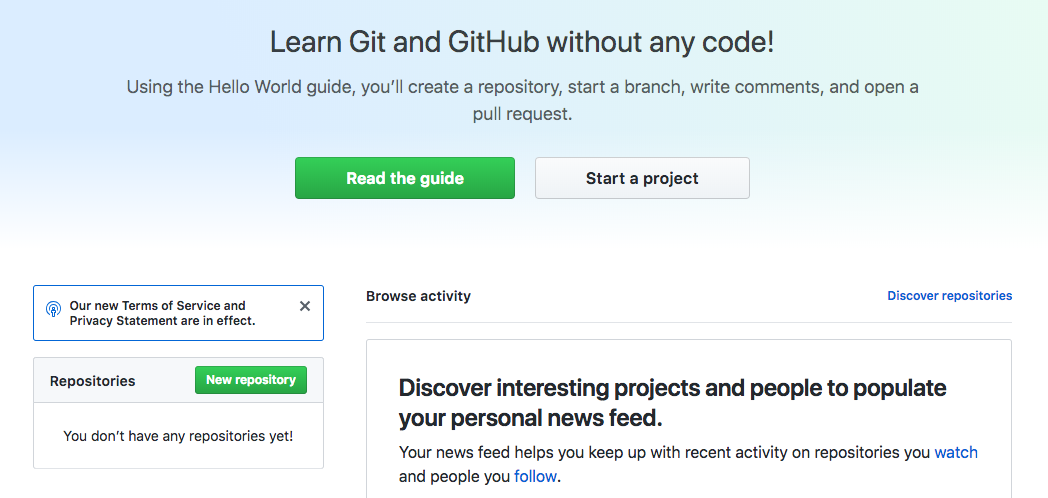 Learn Git and GitHub without any code!
Using the Hello World guide, you’ll create a repository, start a branch, write comments, and open a
pull request.
Read the guide
Start a project
Our new Terms of Service and
Privacy Statement are in effect.
Repositories
New repository
You don’t have any repositories yet!
Browse activity
Discover repositories
Discover interesting projects and people to populate
your personal news feed.
Your news feed helps you keep up with recent activity on repositories you watch
and people you follow.